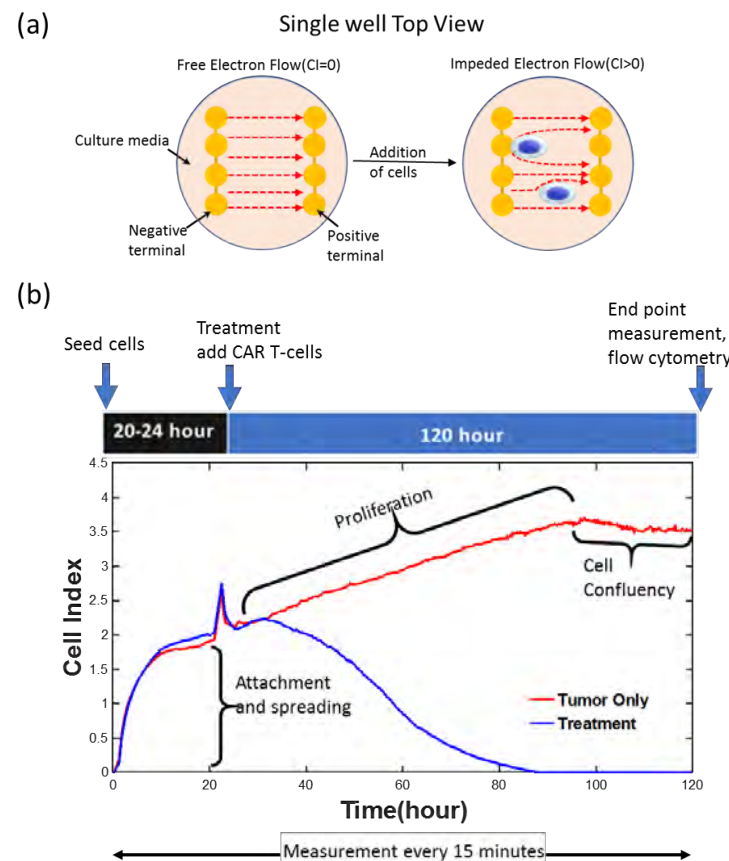 (a)
Single well Top View
Free Electron Flow(CI=0)
Impeded Electron Flow(CI>0)
Culture media
Addition
of cells
Negative
terminal
Positive
terminal
(b)
Seed cells
Treatment
add CAR T-cells
End point
measurement,
flow cytometry
20-24 hour
120 hour
4.5
4
3.5
3
2.5
2
1.5
1
0.5
0
Cell Index
Proliferation
Cell
Confluency
Attachment
and spreading
Tumor Only
Treatment
0
20
40
60
80
100
120
Time(hour)
Measurement every 15 minutes